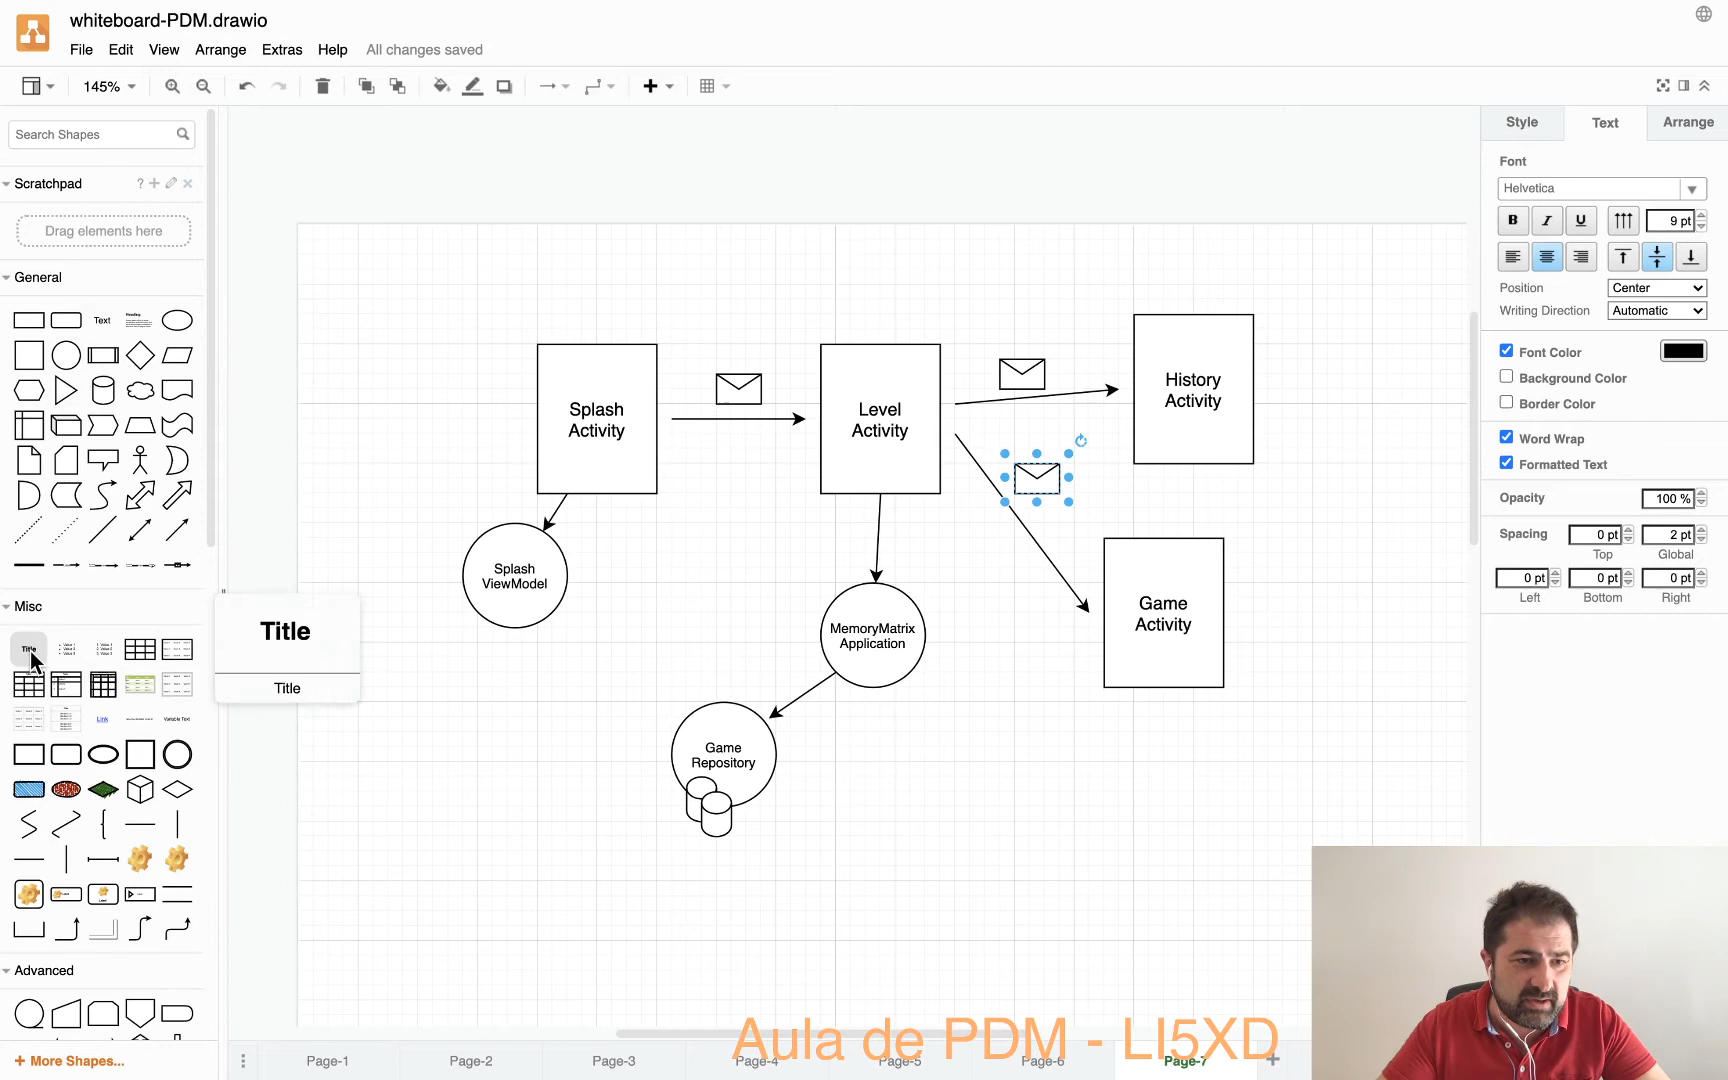 whiteboard-PDM.drawio
File Edit View Arrange Extras Help All changes saved
145%
Search Shapes
Scratchpad
?
Drag elements here
General
Text
Heading
Misc
Title
Link
Variable Text
Advanced
+ More Shapes...
Title
Title
Splash
Activity
Level
Activity
History
Activity
Splash
ViewModel
MemoryMatrix
Application
Game
Activity
Game
Repository
Style Text Arrange
Font
Helvetica
B I U 9 pt
Position Center
Writing Direction Automatic
Font Color
Background Color
Border Color
Word Wrap
Formatted Text
Opacity 100 %
Spacing 0 pt 2 pt
Top Global
0 pt 0 pt 0 pt
Left Bottom Right
Aula de PDM - LI5XD
Page-1 Page-2 Page-3 Page-4 Page-5 Page-6 Page-7